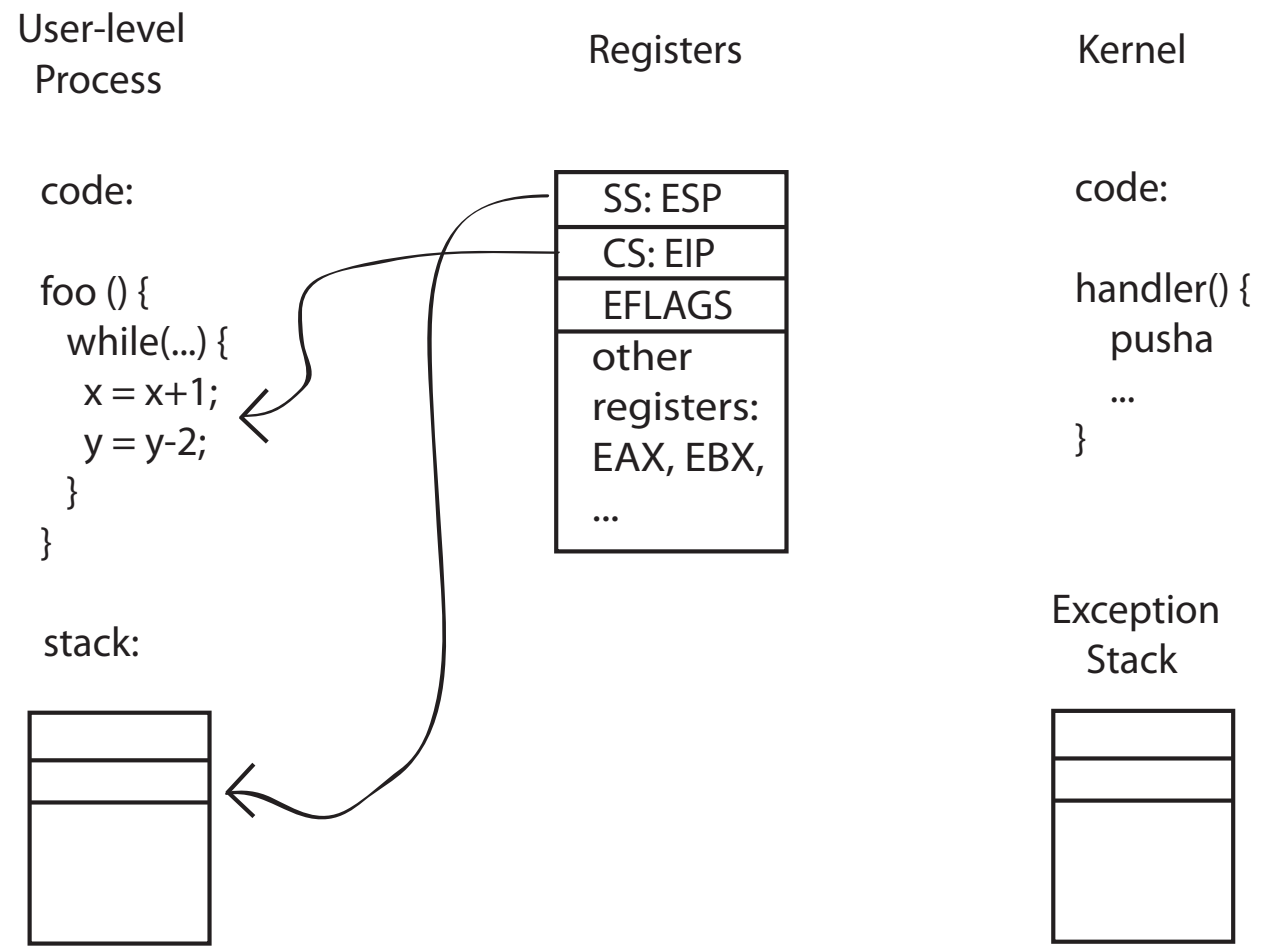 User-level
Process
code:
foo () {
while(...) {
x = x+1;
y = y-2;
}
}
stack:
Registers
SS: ESP
CS: EIP
EFLAGS
other
registers:
EAX, EBX,
...
Kernel
code:
handler() {
pusha
...
}
Exception
Stack